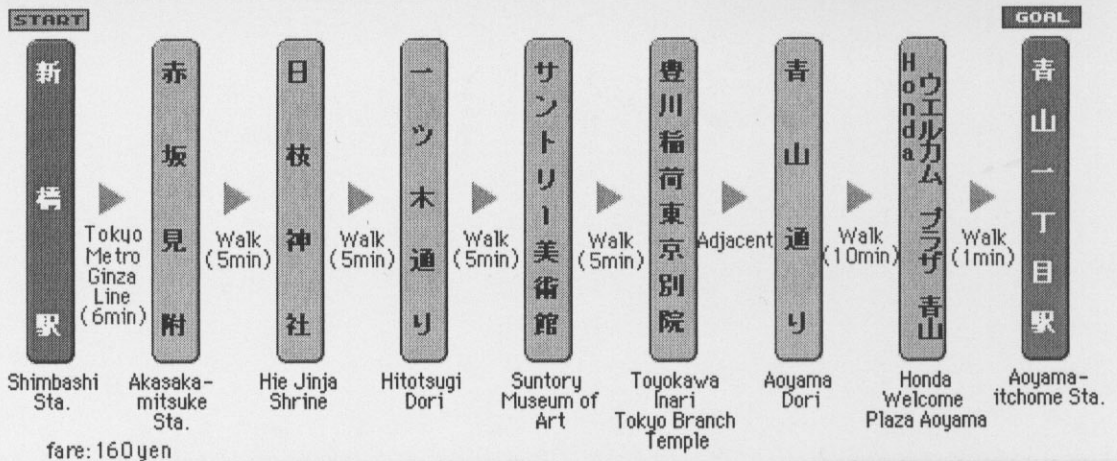 START
GOAL
新橋駅
Tokyo
Metro
Ginza
Line
(6min)
赤坂見附
Walk
(5min)
日枝神社
Walk
(5min)
一ツ木通り
Walk
(5min)
サントリー美術館
Walk
(5min)
豊川稲荷東京別院
Adjacent
青山通り
Walk
(10min)
Honda
ウエルカム プラザ 青山
Walk
(1min)
青山一丁目駅
Shimbashi
Sta.
Akasaka-
mitsuke
Sta.
Hie Jinja
Shrine
Hitotsugi
Dori
Suntory
Museum of
Art
Toyokawa
Inari
Tokyo Branch
Temple
Aoyama
Dori
Honda
Welcome
Plaza Aoyama
Aoyama-
itchome Sta.
fare: 160 yen